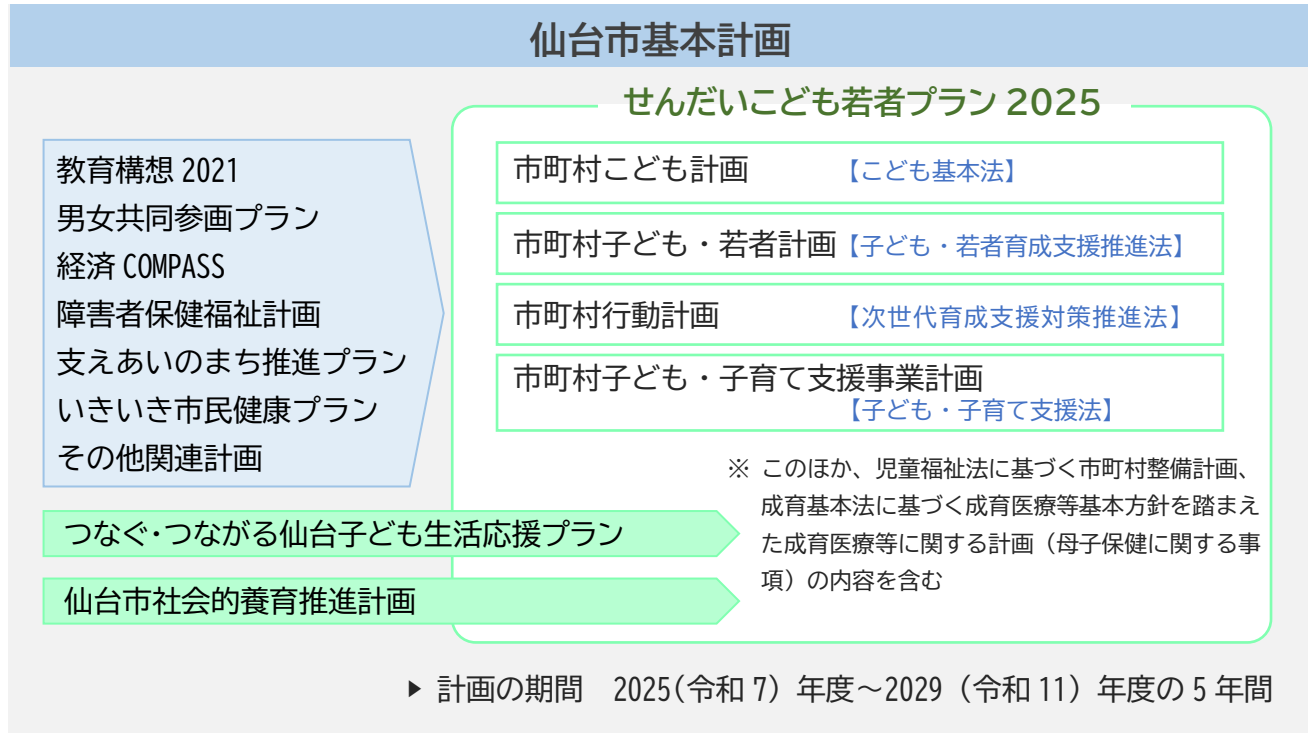 仙台市基本計画
せんだいこども若者プラン 2025
教育構想 2021
男女共同参画プラン
経済 COMPASS
障害者保健福祉計画
支えあいのまち推進プラン
いきいき市民健康プラン
その他関連計画
市町村こども計画 【こども基本法】
市町村子ども・若者計画【子ども・若者育成支援推進法】
市町村行動計画 【次世代育成支援対策推進法】
市町村子ども・子育て支援事業計画
【子ども・子育て支援法】
※ このほか、児童福祉法に基づく市町村整備計画、
成育基本法に基づく成育医療等基本方針を踏まえ
た成育医療等に関する計画（母子保健に関する事
項）の内容を含む
つなぐ・つながる仙台子ども生活応援プラン
仙台市社会的養育推進計画
▶ 計画の期間　2025(令和 7) 年度～2029（令和 11）年度の 5 年間